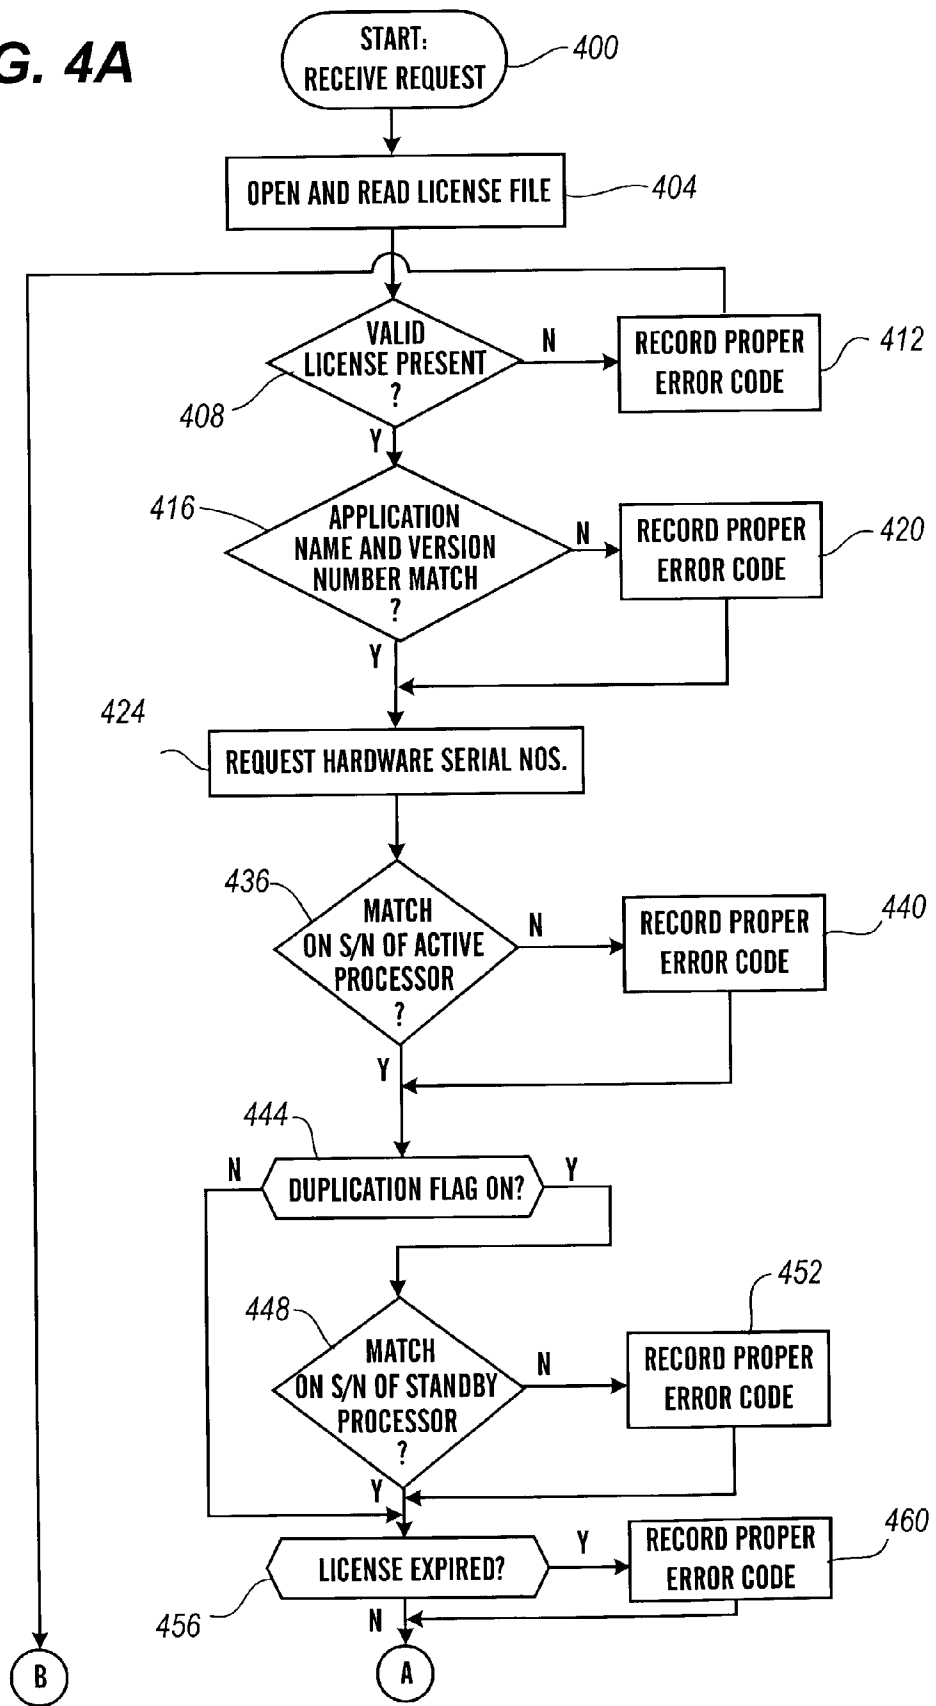 G. 4A
START:
RECEIVE REQUEST
400
OPEN AND READ LICENSE FILE
404
VALID
LICENSE PRESENT
?
N
408
Y
RECORD PROPER
ERROR CODE
412
416
APPLICATION
NAME AND VERSION
NUMBER MATCH
?
N
Y
RECORD PROPER
ERROR CODE
420
424
REQUEST HARDWARE SERIAL NOS.
436
MATCH
ON S/N OF ACTIVE
PROCESSOR
?
N
Y
RECORD PROPER
ERROR CODE
440
444
N
DUPLICATION FLAG ON?
Y
448
MATCH
ON S/N OF STANDBY
PROCESSOR
?
N
Y
452
RECORD PROPER
ERROR CODE
LICENSE EXPIRED?
Y
456
N
RECORD PROPER
ERROR CODE
460
B
A